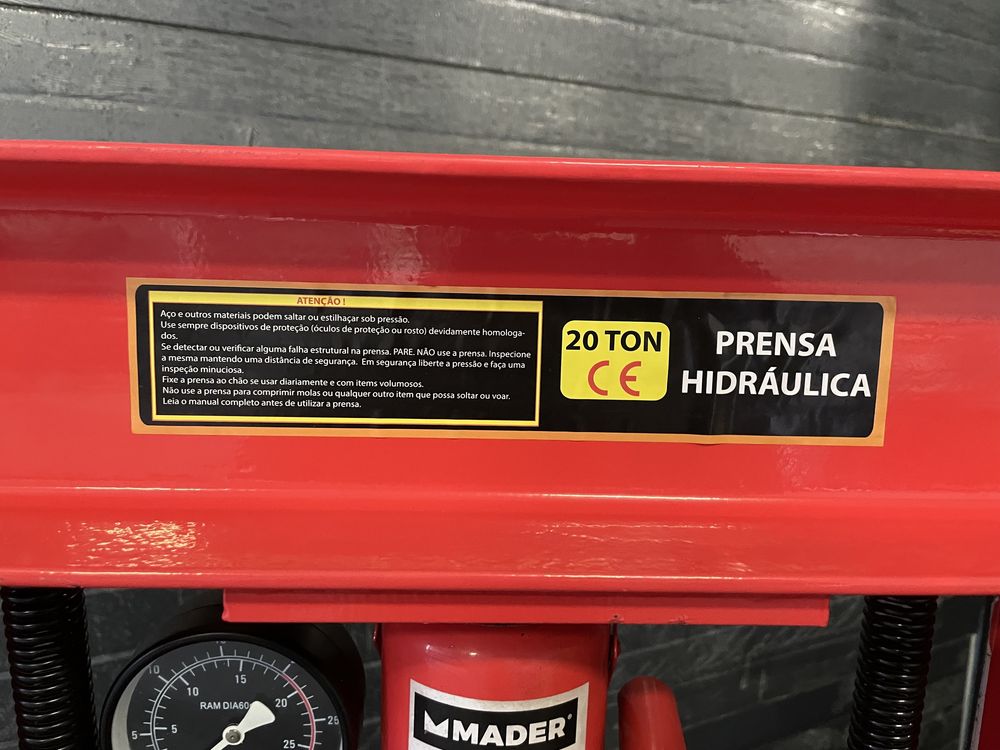 ATENÇÃO !
Aço e outros materiais podem saltar ou estilhaçar sob pressão.
Use sempre dispositivos de proteção (óculos de proteção ou rosto) devidamente homologa-
dos.
Se detectar ou verificar alguma falha estrutural na prensa. PARE. NÃO use a prensa. Inspecione
a mesma mantendo uma distância de segurança. Em segurança liberte a pressão e faça uma
inspeção minuciosa.
Fixe a prensa ao chão se usar diariamente e com items volumosos.
Não use a prensa para comprimir molas ou qualquer outro item que possa soltar ou voar.
Leia o manual completo antes de utilizar a prensa.
20 TON
CE
PRENSA
HIDRÁULICA
10
15
10
20
RAM DIA60
5
5
25
25
MADER®